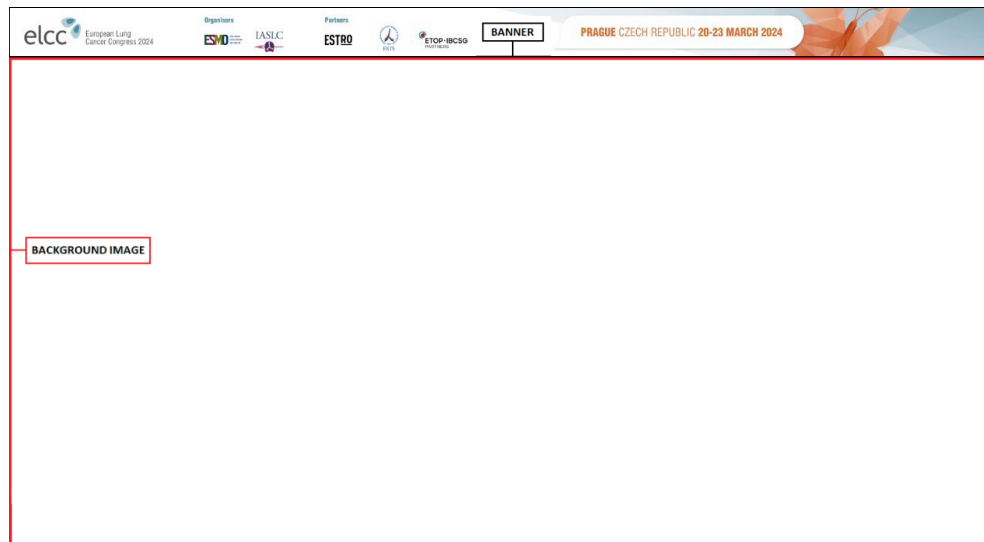 elcc
European Lung
Cancer Congress 2024
Organisers
ESMO
IASLC
Partners
ESTRO
ESTS
ETOP·IBCSG
PARTNERS
BANNER
PRAGUE CZECH REPUBLIC 20-23 MARCH 2024
BACKGROUND IMAGE